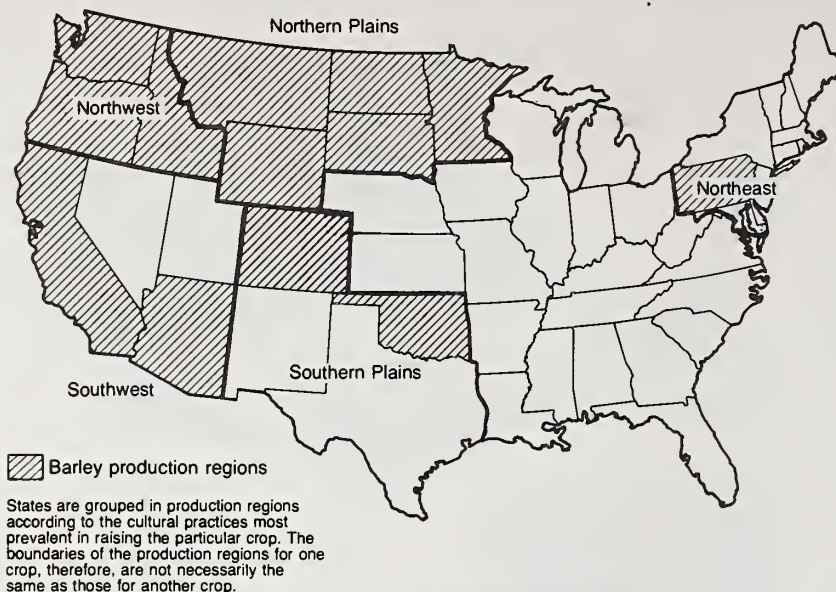 Northern Plains
Northwest
Northeast
Southwest
Southern Plains
Barley production regions
States are grouped in production regions
according to the cultural practices most
prevalent in raising the particular crop. The
boundaries of the production regions for one
crop, therefore, are not necessarily the
same as those for another crop.